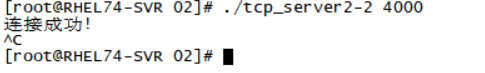 [root@RHEL74-SVR 02]# ./tcp_server2-2 4000
连接成功!
^C
[root@RHEL74-SVR 02]#